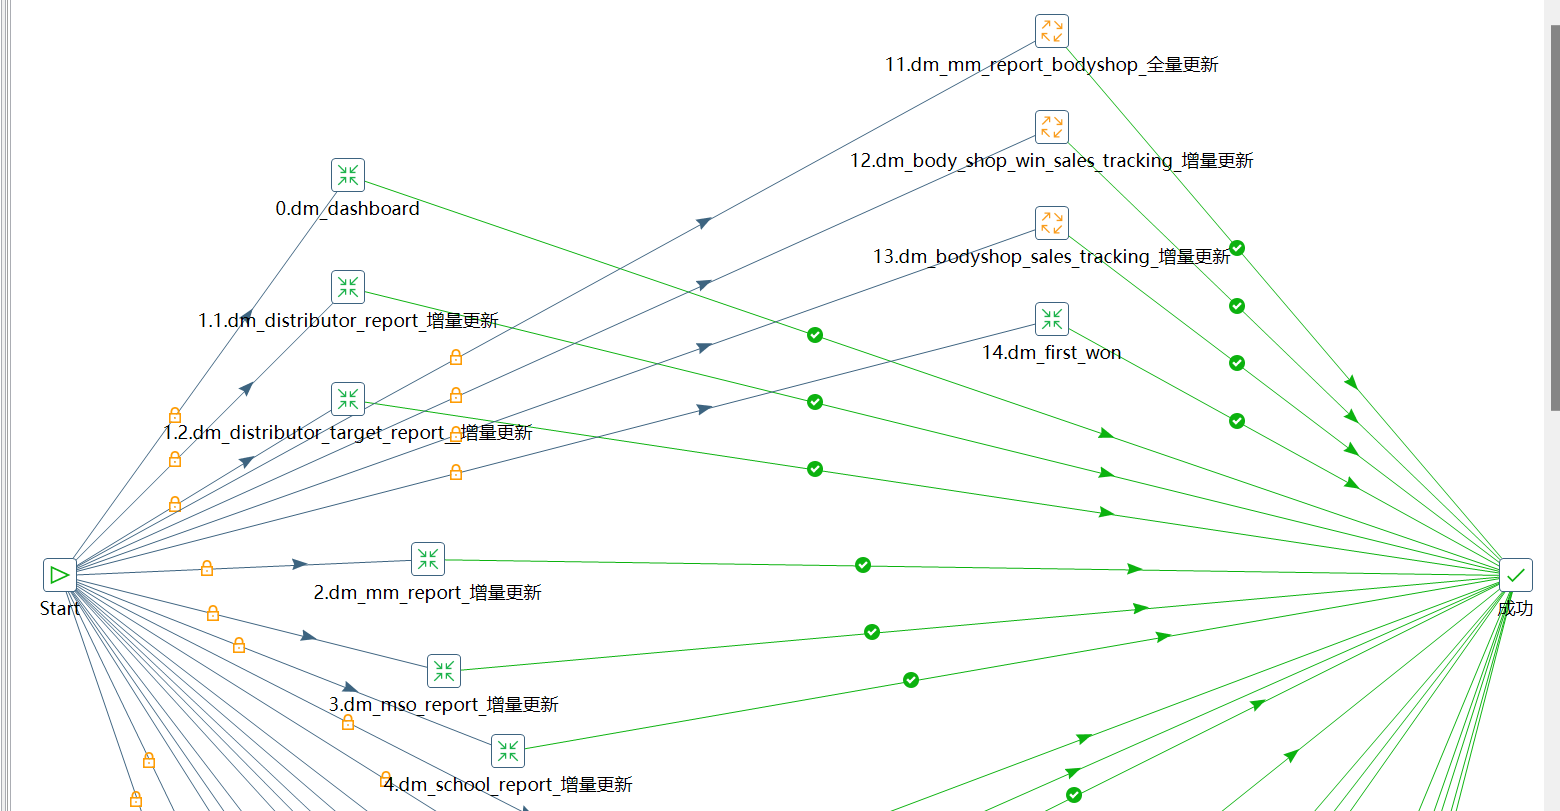 11.dm_mm_report_bodyshop_全量更新
12.dm_body_shop_win_sales_tracking_增量更新
0.dm_dashboard
13.dm_bodyshop_sales_tracking_增量更新
1.1.dm_distributor_report_增量更新
14.dm_first_won
1.2.dm_distributor_target_report__增量更新
2.dm_mm_report_增量更新
Start
成功
3.dm_mso_report_增量更新
4.dm_school_report_增量更新